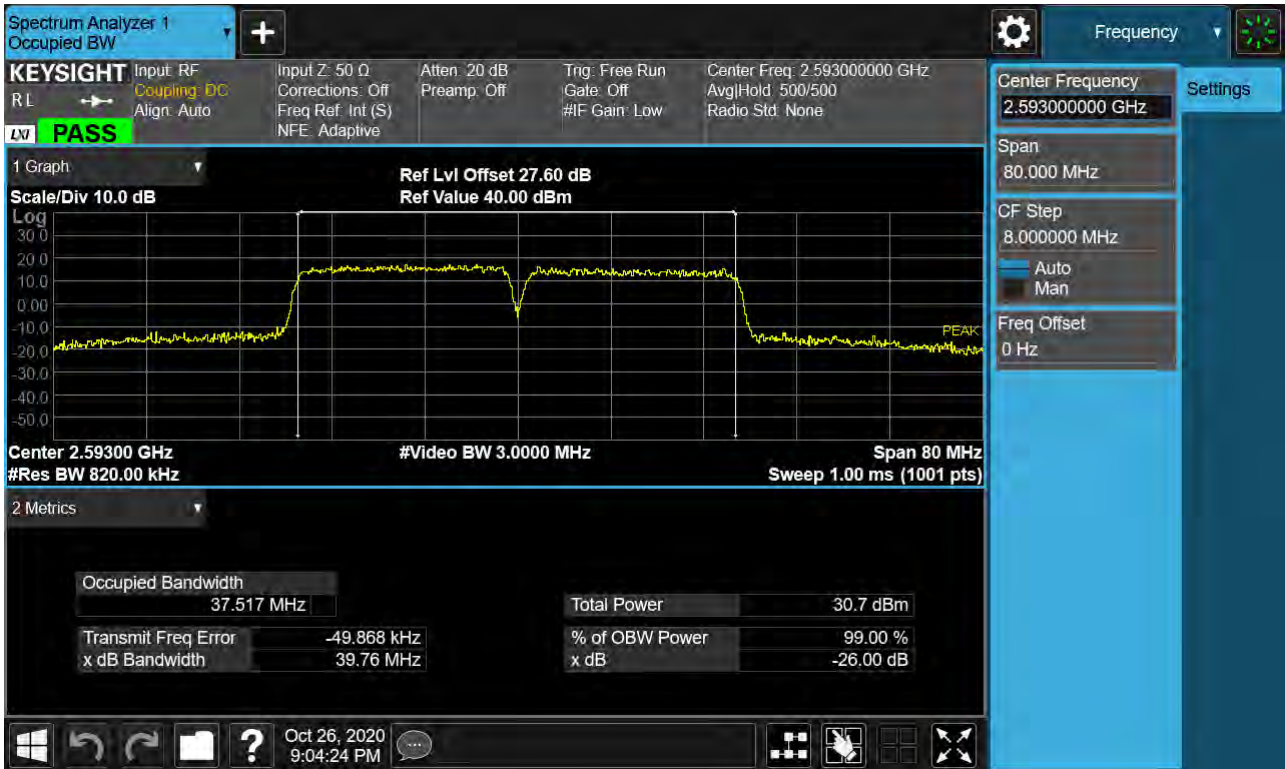 Spectrum Analyzer 1
Occupied BW
+
Frequency
KEYSIGHT
R L
LXI PASS
Input: RF
Coupling: DC
Align: Auto
Input Z: 50 Ω
Corrections: Off
Freq Ref: Int (S)
NFE: Adaptive
Atten: 20 dB
Preamp: Off
Trig: Free Run
Gate: Off
#IF Gain: Low
Center Freq: 2.593000000 GHz
Avg|Hold: 500/500
Radio Std: None
Center Frequency
2.593000000 GHz
Settings
Span
80.000 MHz
CF Step
8.000000 MHz
Auto
Man
Freq Offset
0 Hz
1 Graph
Scale/Div 10.0 dB
Ref Lvl Offset 27.60 dB
Ref Value 40.00 dBm
Log
30.0
20.0
10.0
0.00
-10.0
-20.0
-30.0
-40.0
-50.0
PEAK
Center 2.59300 GHz
#Video BW 3.0000 MHz
Span 80 MHz
#Res BW 820.00 kHz
Sweep 1.00 ms (1001 pts)
2 Metrics
Occupied Bandwidth
37.517 MHz
Total Power 30.7 dBm
Transmit Freq Error -49.868 kHz
% of OBW Power 99.00 %
x dB Bandwidth 39.76 MHz
x dB -26.00 dB
?
Oct 26, 2020
9:04:24 PM